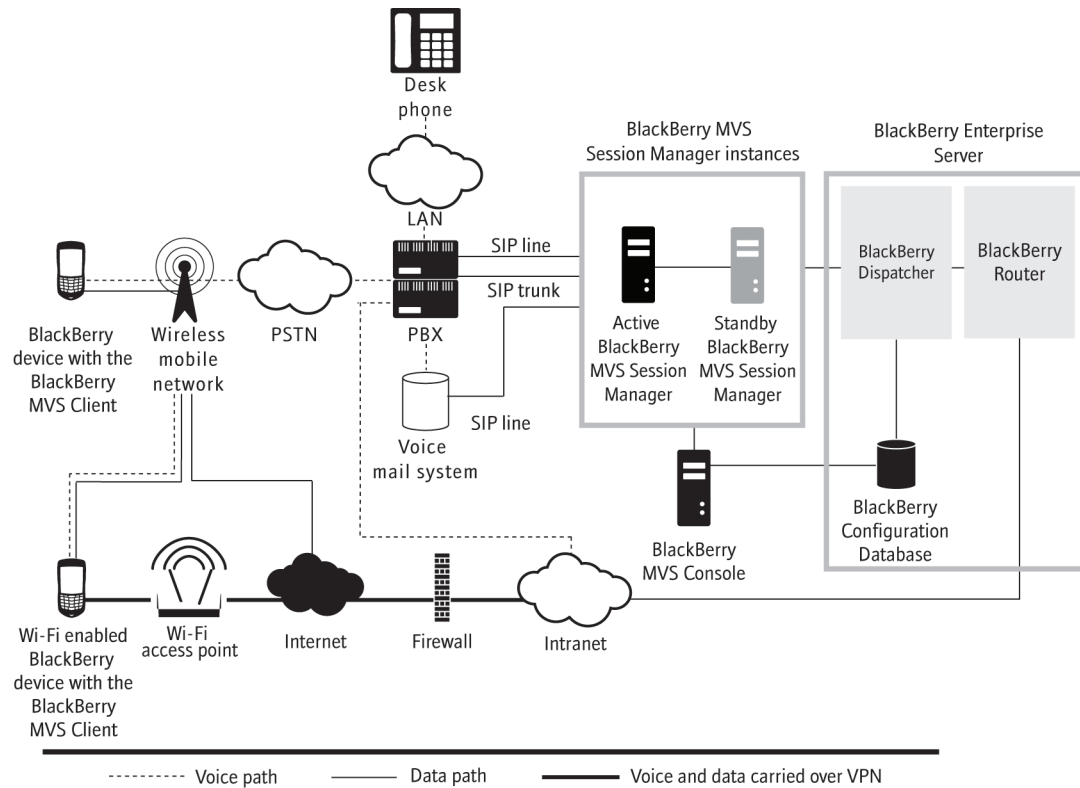 Desk
phone
LAN
BlackBerry MVS
Session Manager instances
BlackBerry Enterprise
Server
SIP line
SIP trunk
PBX
PSTN
BlackBerry
device with the
BlackBerry
MVS Client
Wireless
mobile
network
Active
BlackBerry
MVS Session
Manager
Standby
BlackBerry
MVS Session
Manager
BlackBerry
Dispatcher
BlackBerry
Router
SIP line
Voice
mail system
BlackBerry
MVS Console
BlackBerry
Configuration
Database
Wi-Fi enabled
BlackBerry
device with the
BlackBerry
MVS Client
Wi-Fi
access point
Internet
Firewall
Intranet
Voice path
Data path
Voice and data carried over VPN